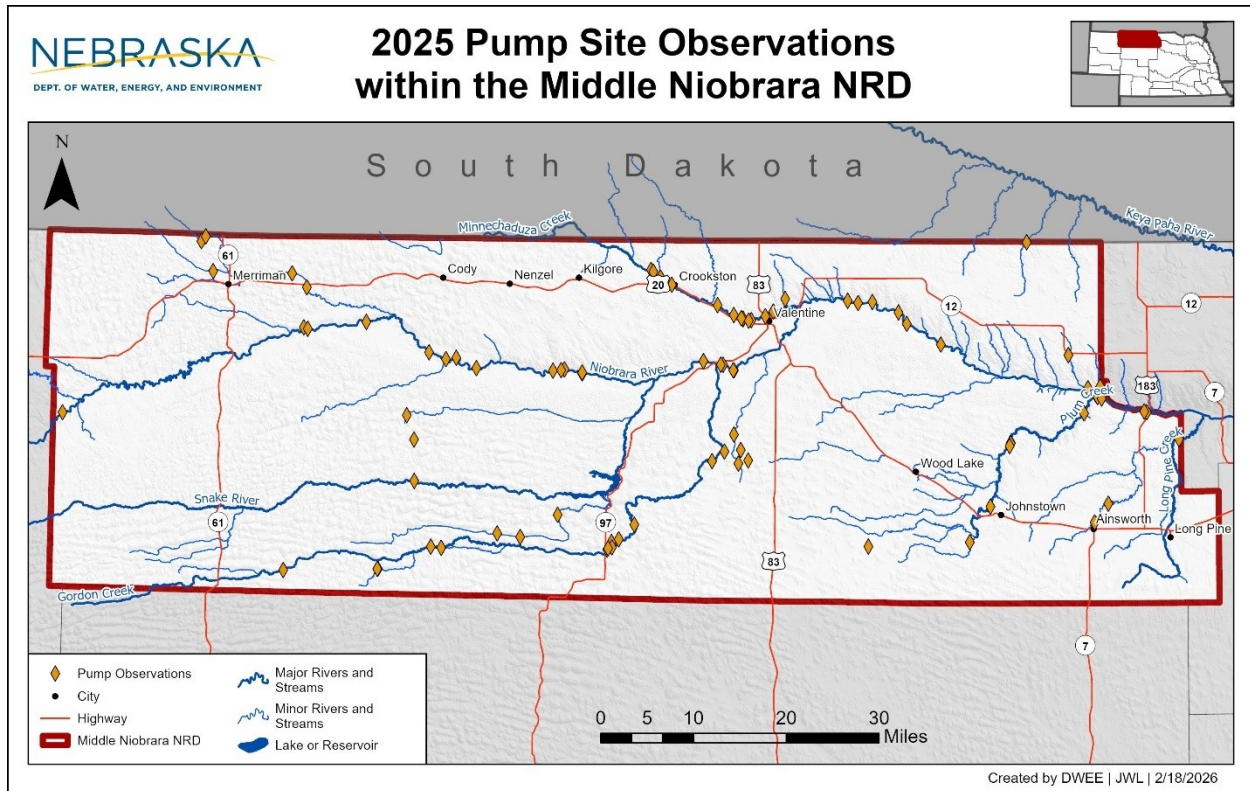 NEBRASKA
DEPT. OF WATER, ENERGY, AND ENVIRONMENT
2025 Pump Site Observations
within the Middle Niobrara NRD
N
South Dakota
Minnechaduza Creek
Keya Paha River
61
Merriman
Cody
Nenzel
Kilgore
20
Crookston
83
Valentine
12
12
Niobrara River
Plum Creek
183
7
Snake River
61
97
Wood Lake
Johnstown
Ainsworth
Long Pine Creek
Long Pine
83
Gordon Creek
7
Pump Observations
City
Highway
Middle Niobrara NRD
Major Rivers and
Streams
Minor Rivers and
Streams
Lake or Reservoir
0 5 10 20 30
Miles
Created by DWEE | JWL | 2/18/2026